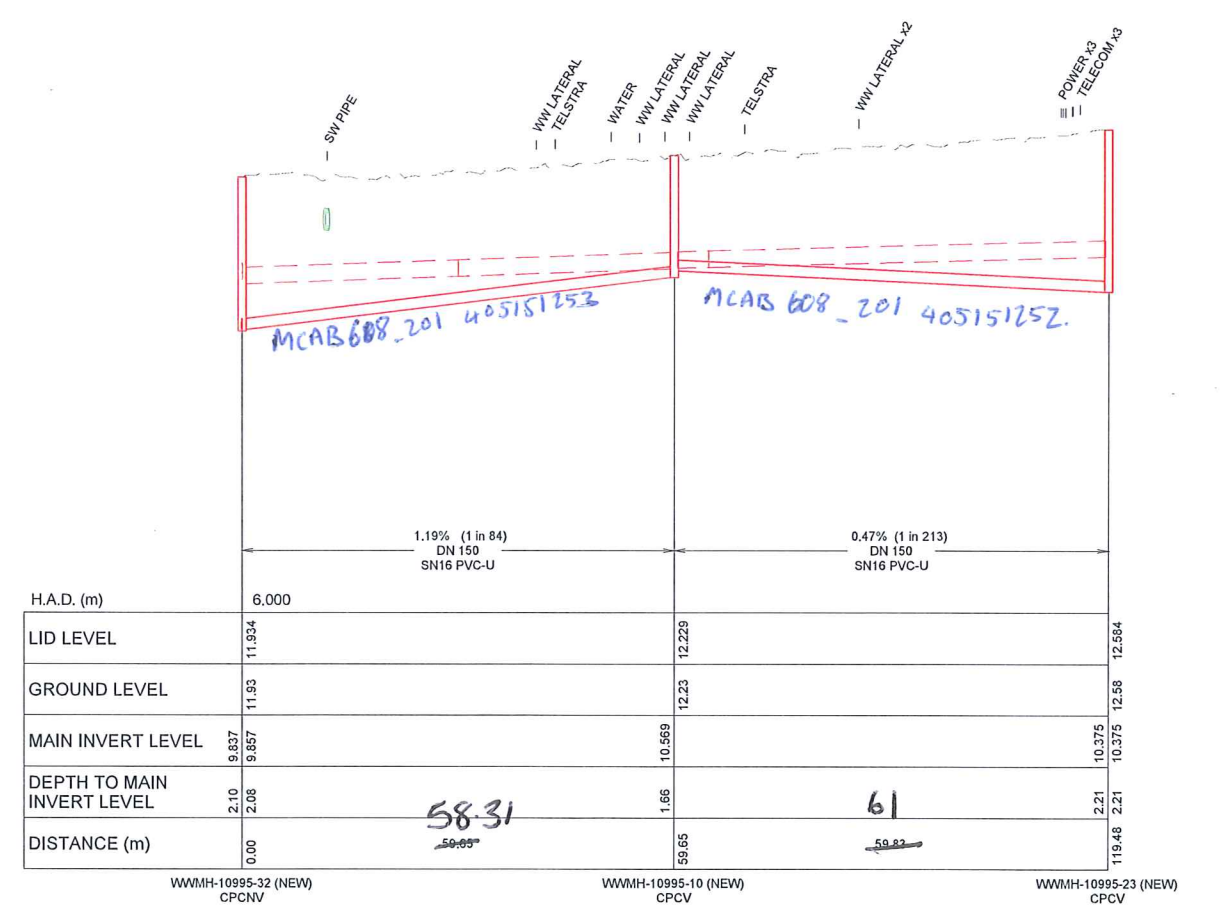 SW PIPE
WW LATERAL
TELSTRA
WATER
WW LATERAL
WW LATERAL
WW LATERAL
TELSTRA
WW LATERAL x2
POWER x3
TELECOM x3
MCAB 608_201 405151253
MCAB 608_201 405151252.
1.19% (1 in 84)
DN 150
SN16 PVC-U
0.47% (1 in 213)
DN 150
SN16 PVC-U
H.A.D. (m) 6.000
LID LEVEL 11.934 12.229 12.584
GROUND LEVEL 11.93 12.23 12.58
MAIN INVERT LEVEL 9.837 9.857 10.569 10.375 10.375
DEPTH TO MAIN
INVERT LEVEL 2.10 2.08 1.66 2.21 2.21
58.31 61
DISTANCE (m) 0.00 59.65 59.65 59.83 119.48
WWMH-10995-32 (NEW)
CPCNV
WWMH-10995-10 (NEW)
CPCV
WWMH-10995-23 (NEW)
CPCV